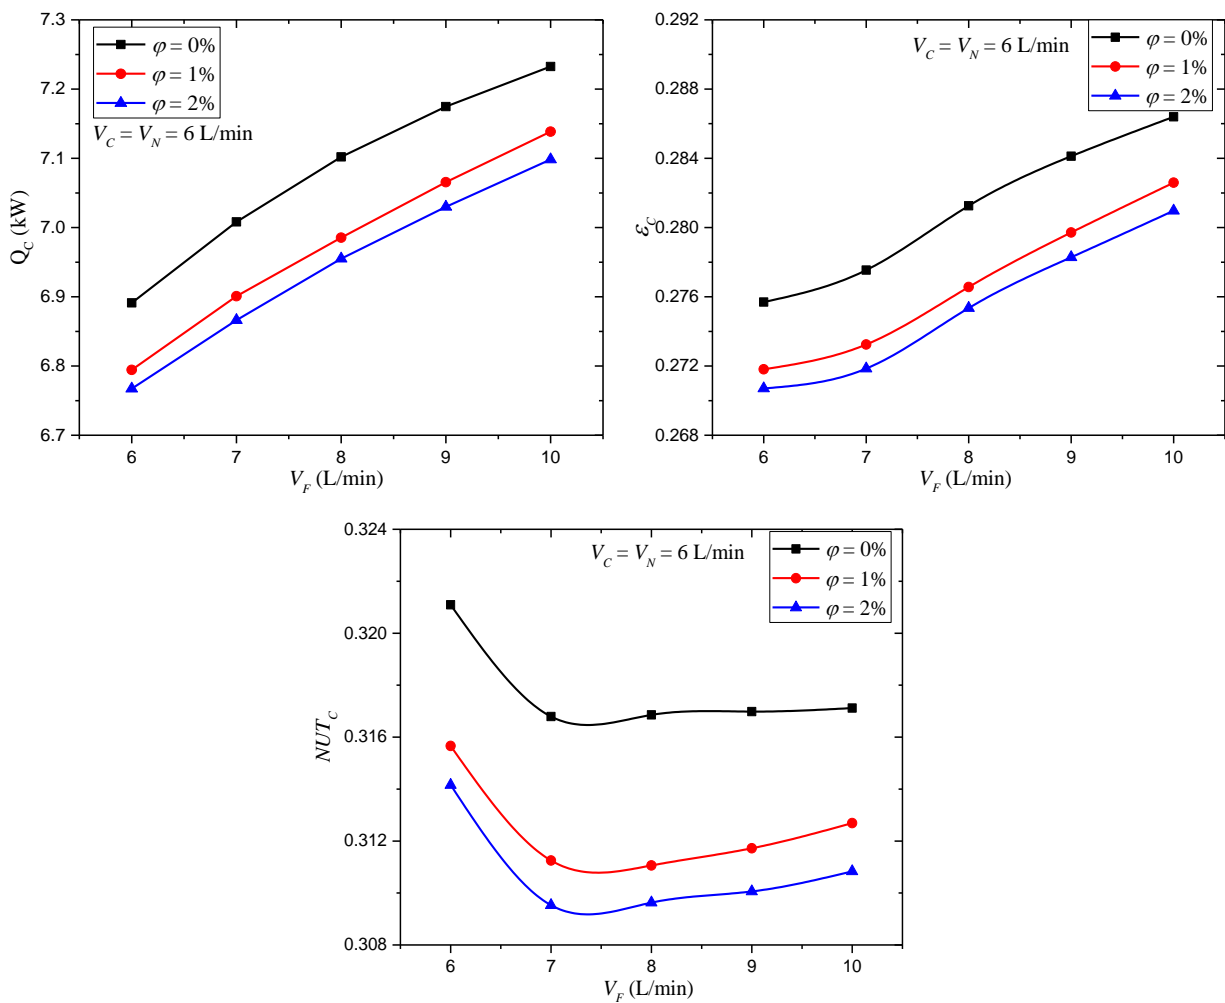 7.3
7.2
7.1
7.0
6.9
6.8
6.7
Q_C (kW)
φ = 0%
φ = 1%
φ = 2%
V_C = V_N = 6 L/min
6 7 8 9 10
V_F (L/min)
0.292
0.288
0.284
0.280
0.276
0.272
0.268
ε_C
V_C = V_N = 6 L/min
φ = 0%
φ = 1%
φ = 2%
6 7 8 9 10
V_F (L/min)
0.324
0.320
0.316
0.312
0.308
NUT_C
V_C = V_N = 6 L/min
φ = 0%
φ = 1%
φ = 2%
6 7 8 9 10
V_F (L/min)